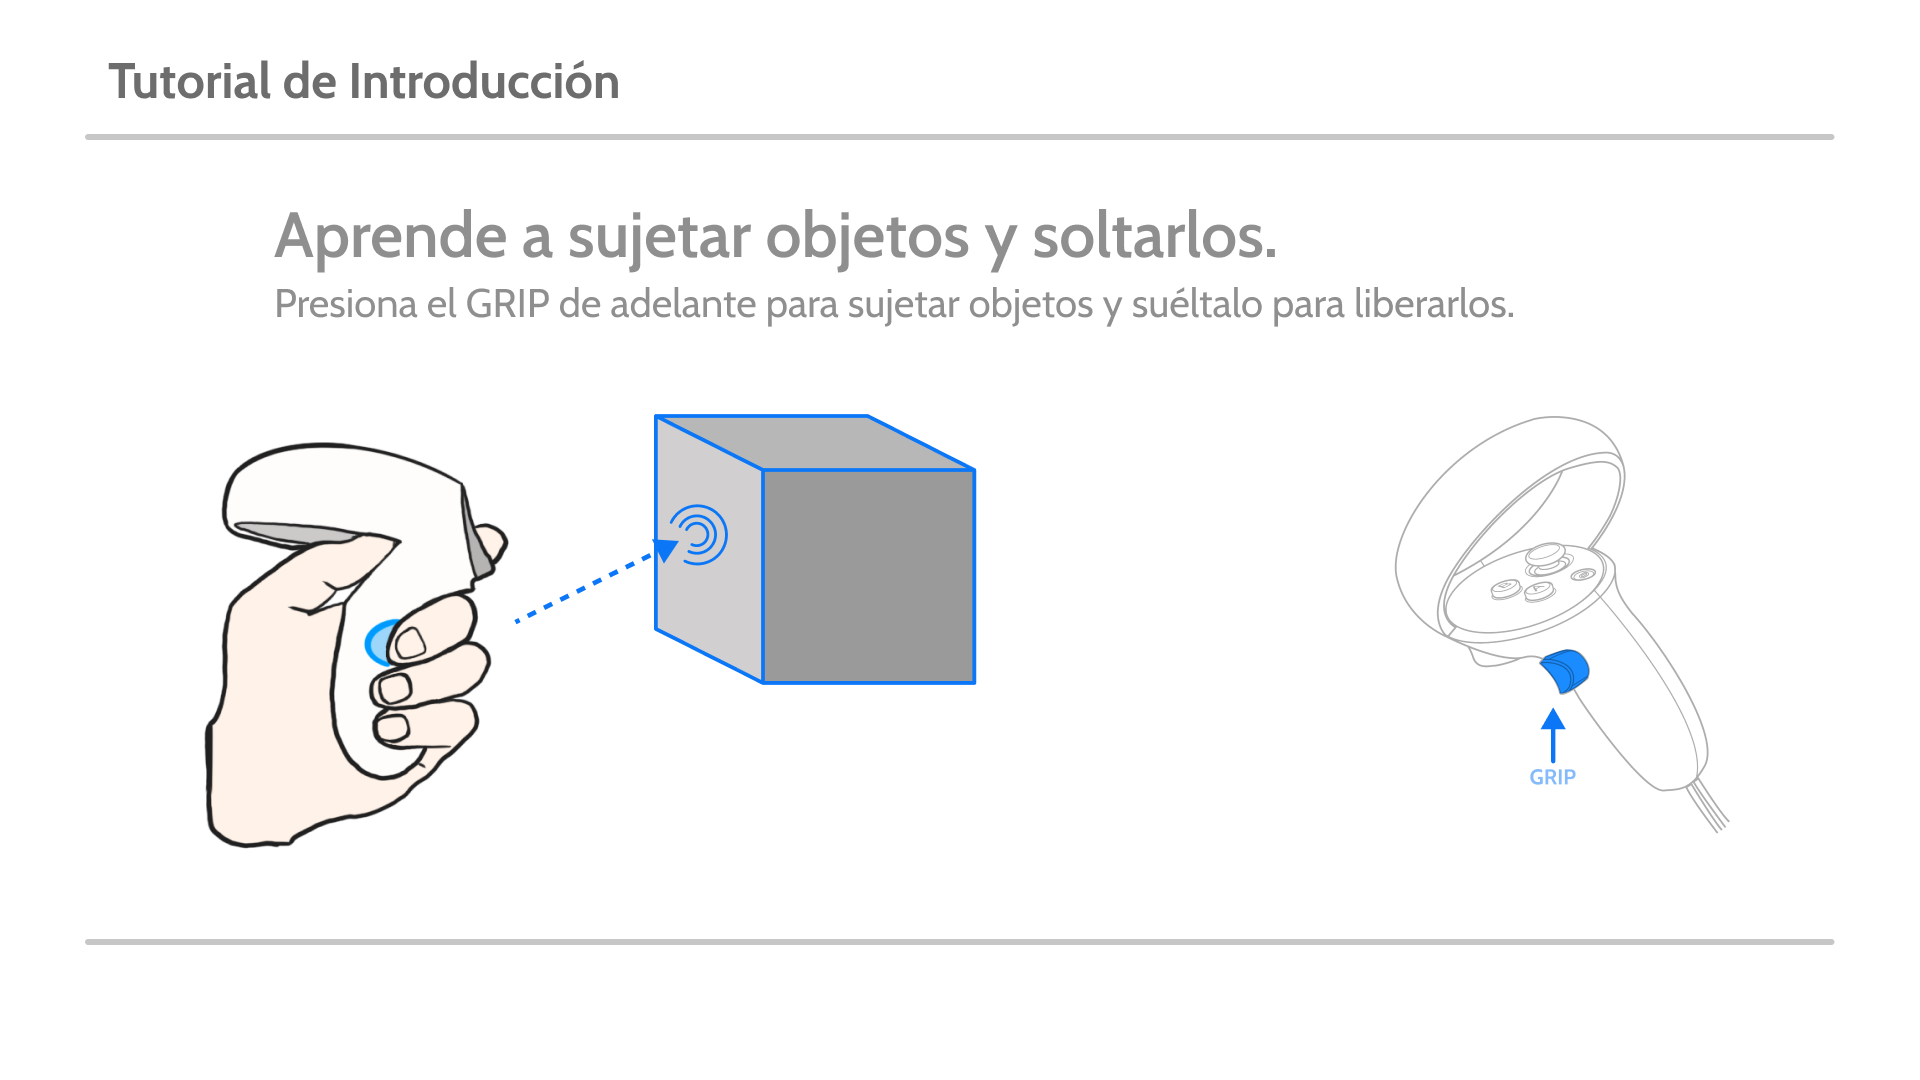 Tutorial de Introducción
Aprende a sujetar objetos y soltarlos.
Presiona el GRIP de adelante para sujetar objetos y suéltalo para liberarlos.
GRIP